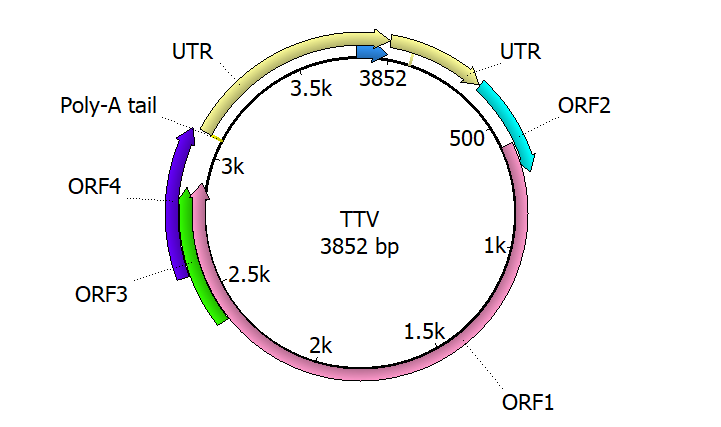 UTR
UTR
3852
3.5k
Poly-A tail
ORF2
500
3k
ORF4
TTV
3852 bp
1k
2.5k
ORF3
1.5k
2k
ORF1